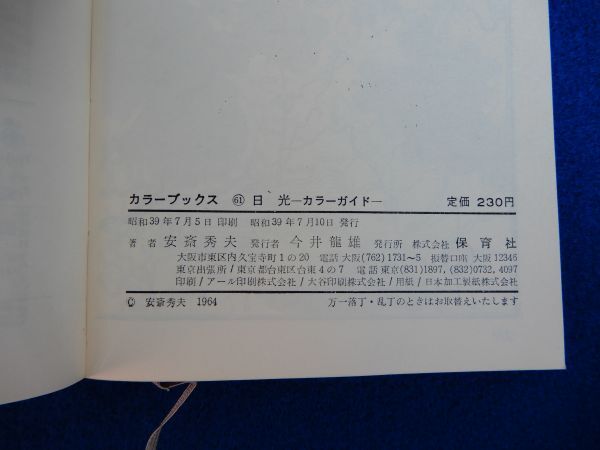 カラーブックス 61 日光―カラーガイド― 定価 230円
昭和39年7月5日 印刷 昭和39年7月10日 発行
著者 安斎秀夫 発行者 今井龍雄 発行所 株式会社 保育社
大阪市東区内久宝寺町1の20 電話 大阪(762)1731~5 振替口座 大阪12346
東京出張所/東京都台東区台東4の7 電話 東京(831)1897, (832)0732, 4097
印刷/アール印刷株式会社/大谷印刷株式会社/用紙/日本加工製紙株式会社
© 安斎秀夫 1964 万一落丁・乱丁のときはお取替えいたします